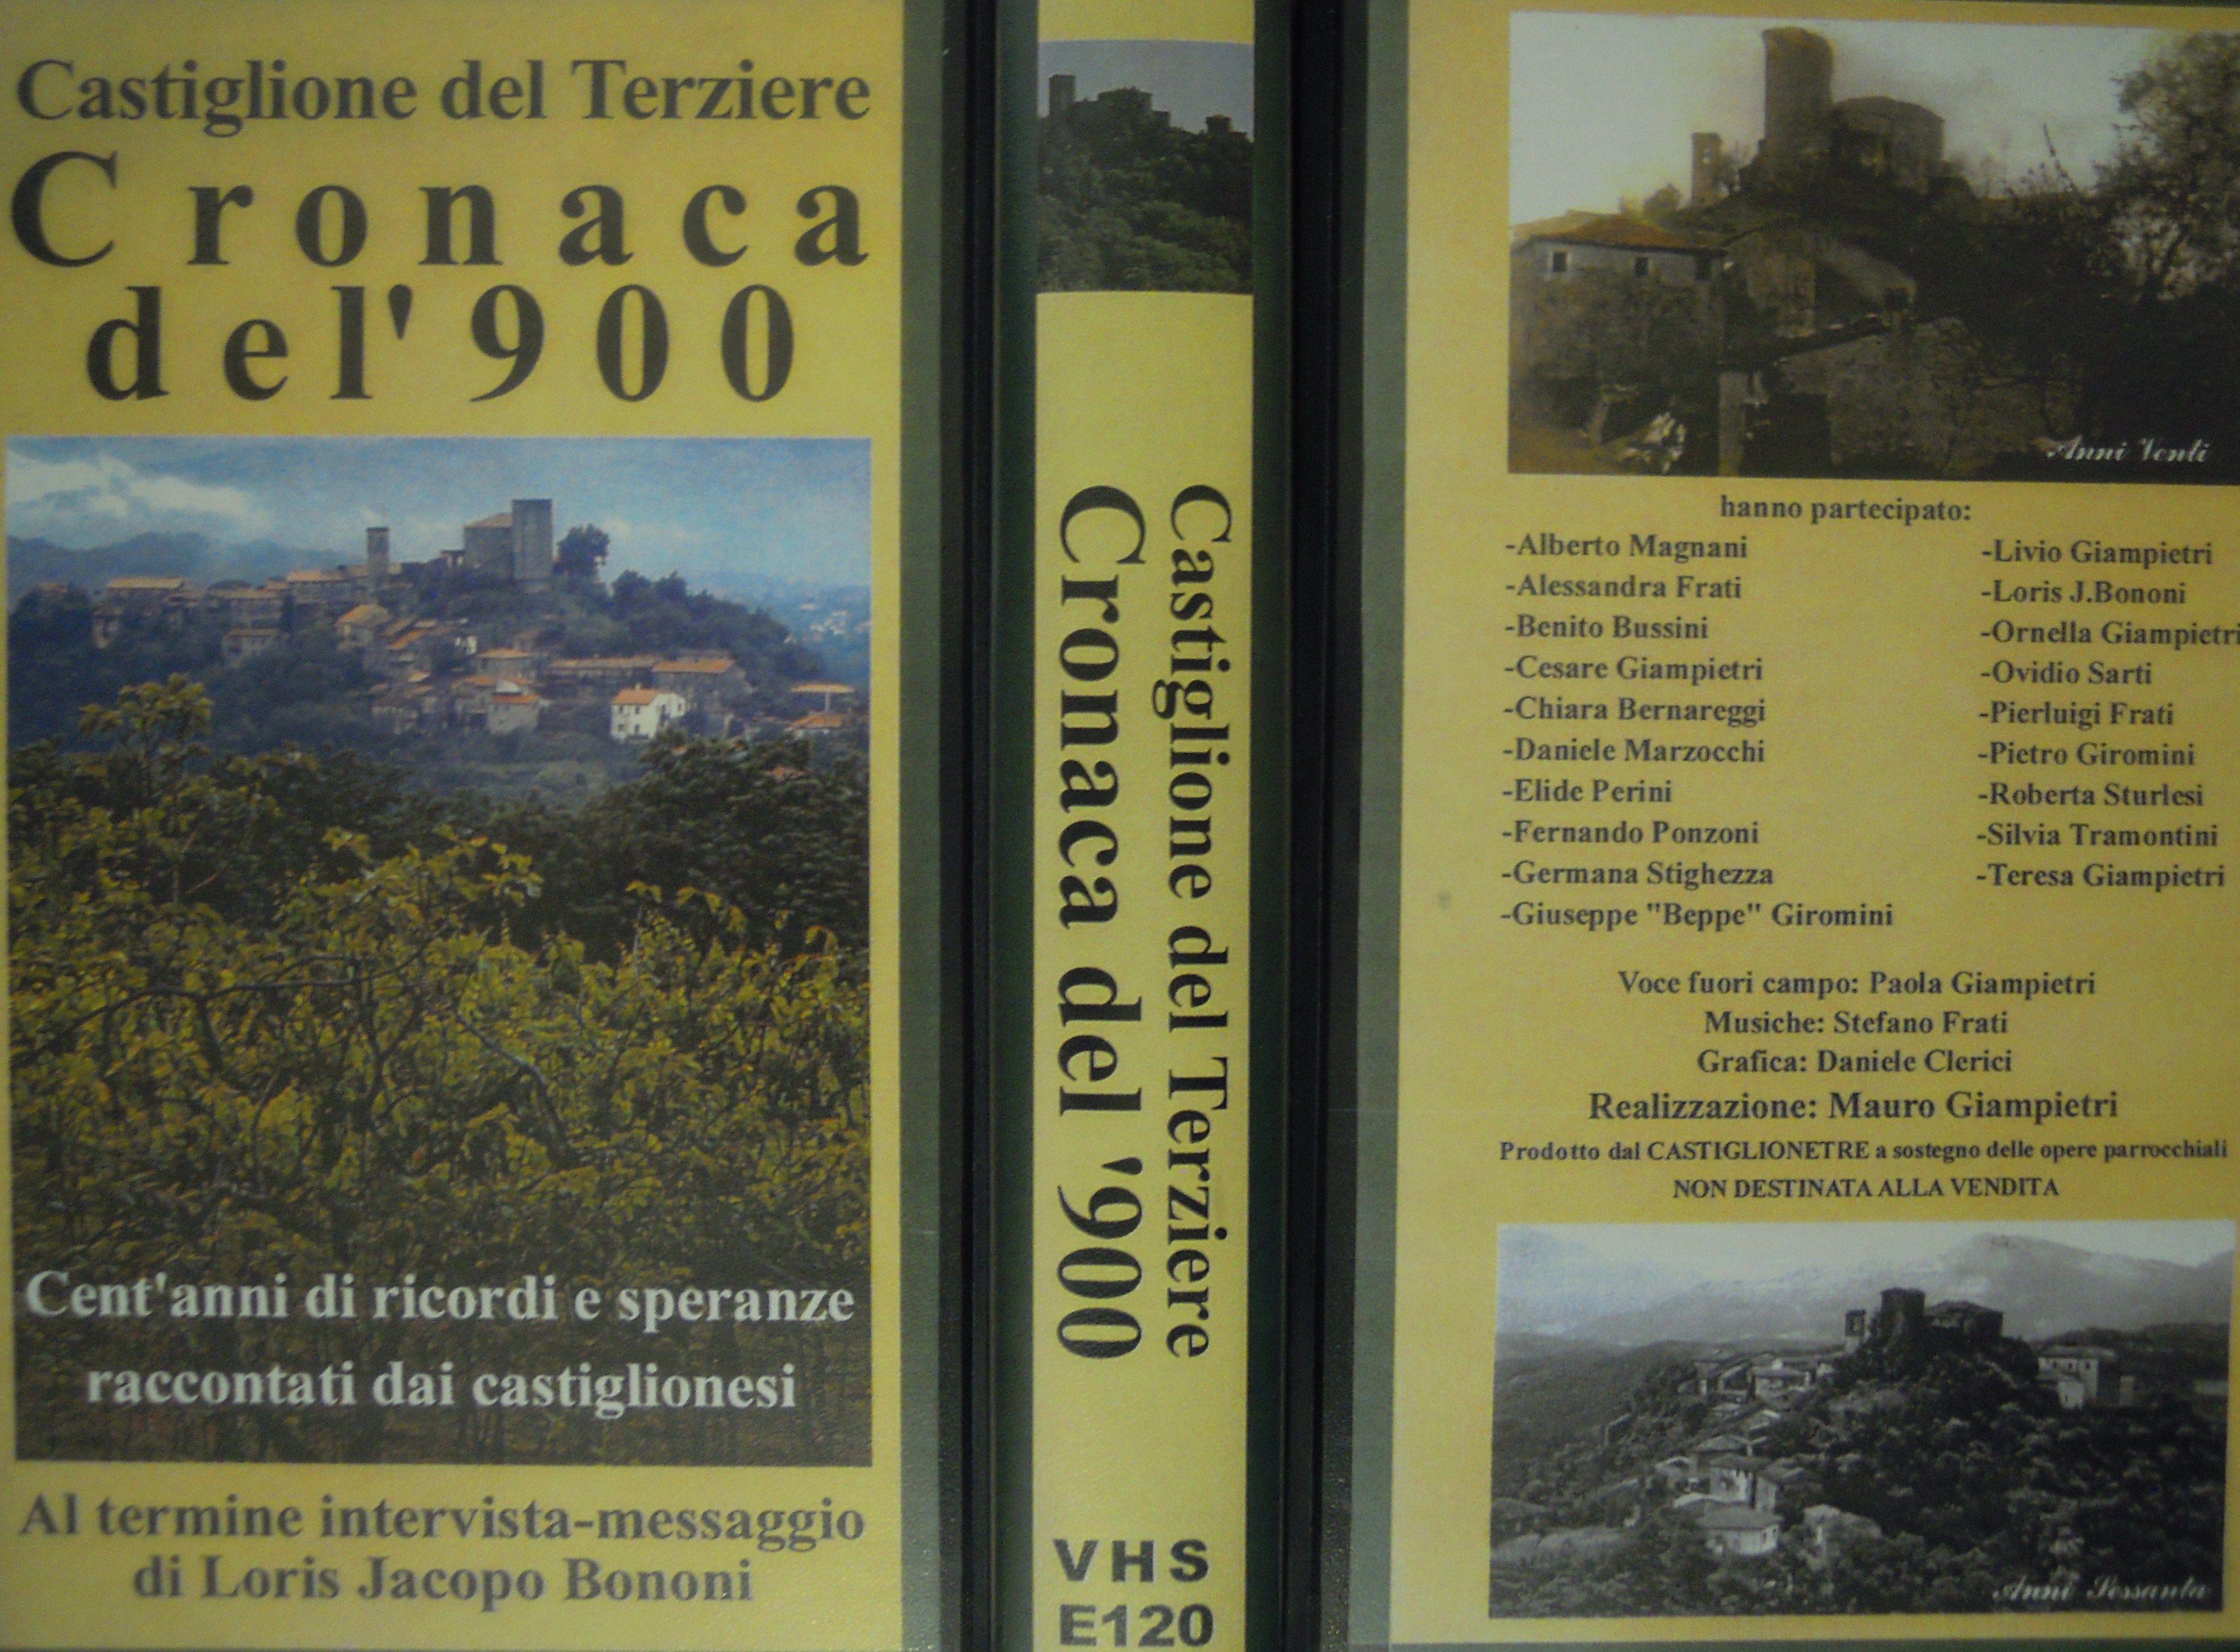 Castiglione del Terziere
Cronaca
del'900
Cent'anni di ricordi e speranze
raccontati dai castiglionesi
Al termine intervista-messaggio
di Loris Jacopo Bononi
Castiglione del Terziere
Cronaca del '900
VHS
E120
Anni Venti
hanno partecipato:
-Alberto Magnani
-Alessandra Frati
-Benito Bussini
-Cesare Giampietri
-Chiara Bernareggi
-Daniele Marzocchi
-Elide Perini
-Fernando Ponzoni
-Germana Stighezza
-Giuseppe "Beppe" Giromini
-Livio Giampietri
-Loris J.Bononi
-Ornella Giampietri
-Ovidio Sarti
-Pierluigi Frati
-Pietro Giromini
-Roberta Sturlesi
-Silvia Tramontini
-Teresa Giampietri
Voce fuori campo: Paola Giampietri
Musiche: Stefano Frati
Grafica: Daniele Clerici
Realizzazione: Mauro Giampietri
Prodotto dal CASTIGLIONETRE a sostegno delle opere parrocchiali
NON DESTINATA ALLA VENDITA
Anni Sessanta